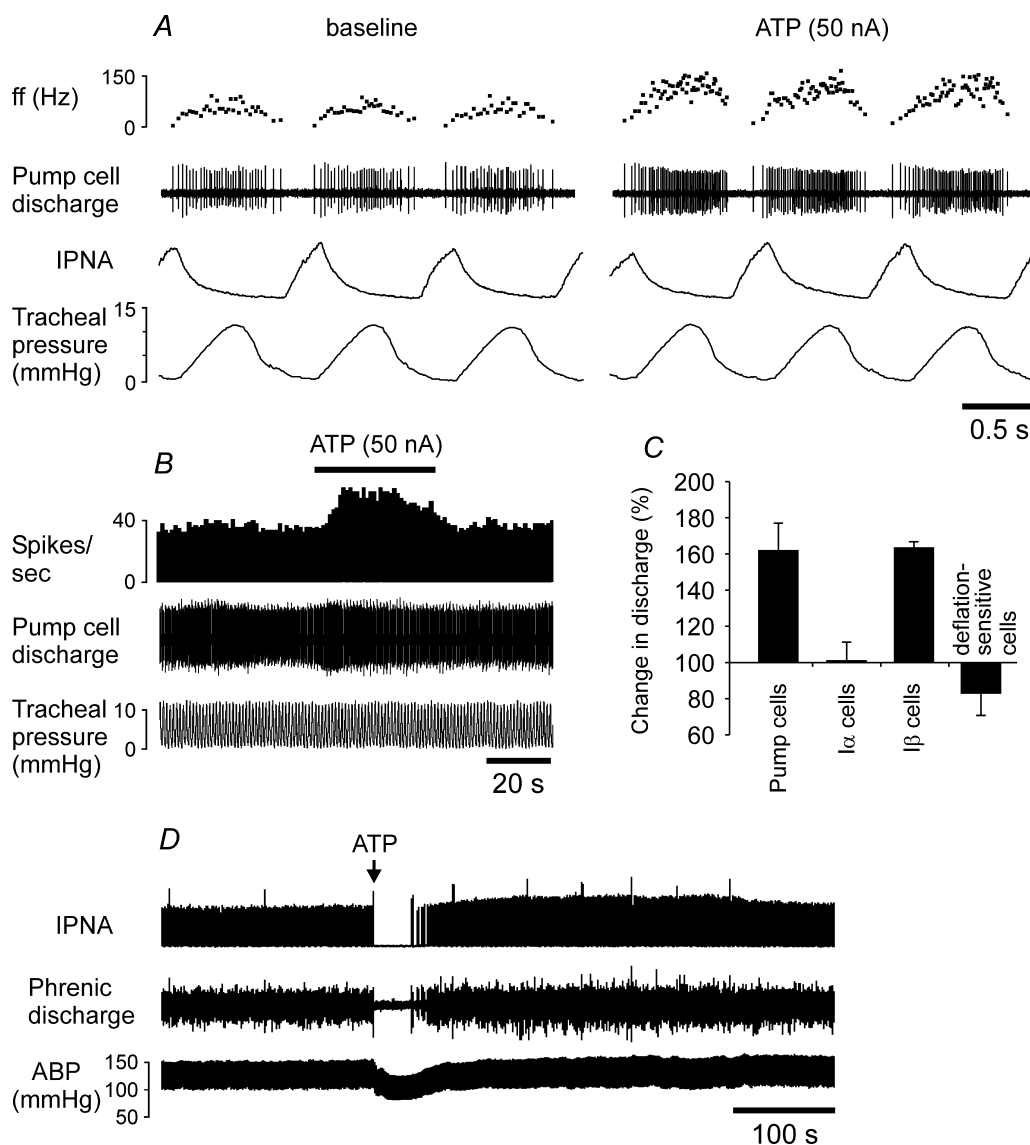 A
baseline
ATP (50 nA)
ff (Hz)
150
0
Pump cell
discharge
IPNA
Tracheal
pressure
(mmHg)
15
0
0.5 s
B
ATP (50 nA)
Spikes/
sec
40
0
Pump cell
discharge
Tracheal
pressure
(mmHg)
10
0
20 s
C
Change in discharge (%)
200
180
160
140
120
100
80
60
Pump cells
Iα cells
Iβ cells
deflation-
sensitive
cells
D
ATP
IPNA
Phrenic
discharge
ABP
(mmHg)
150
100
50
100 s